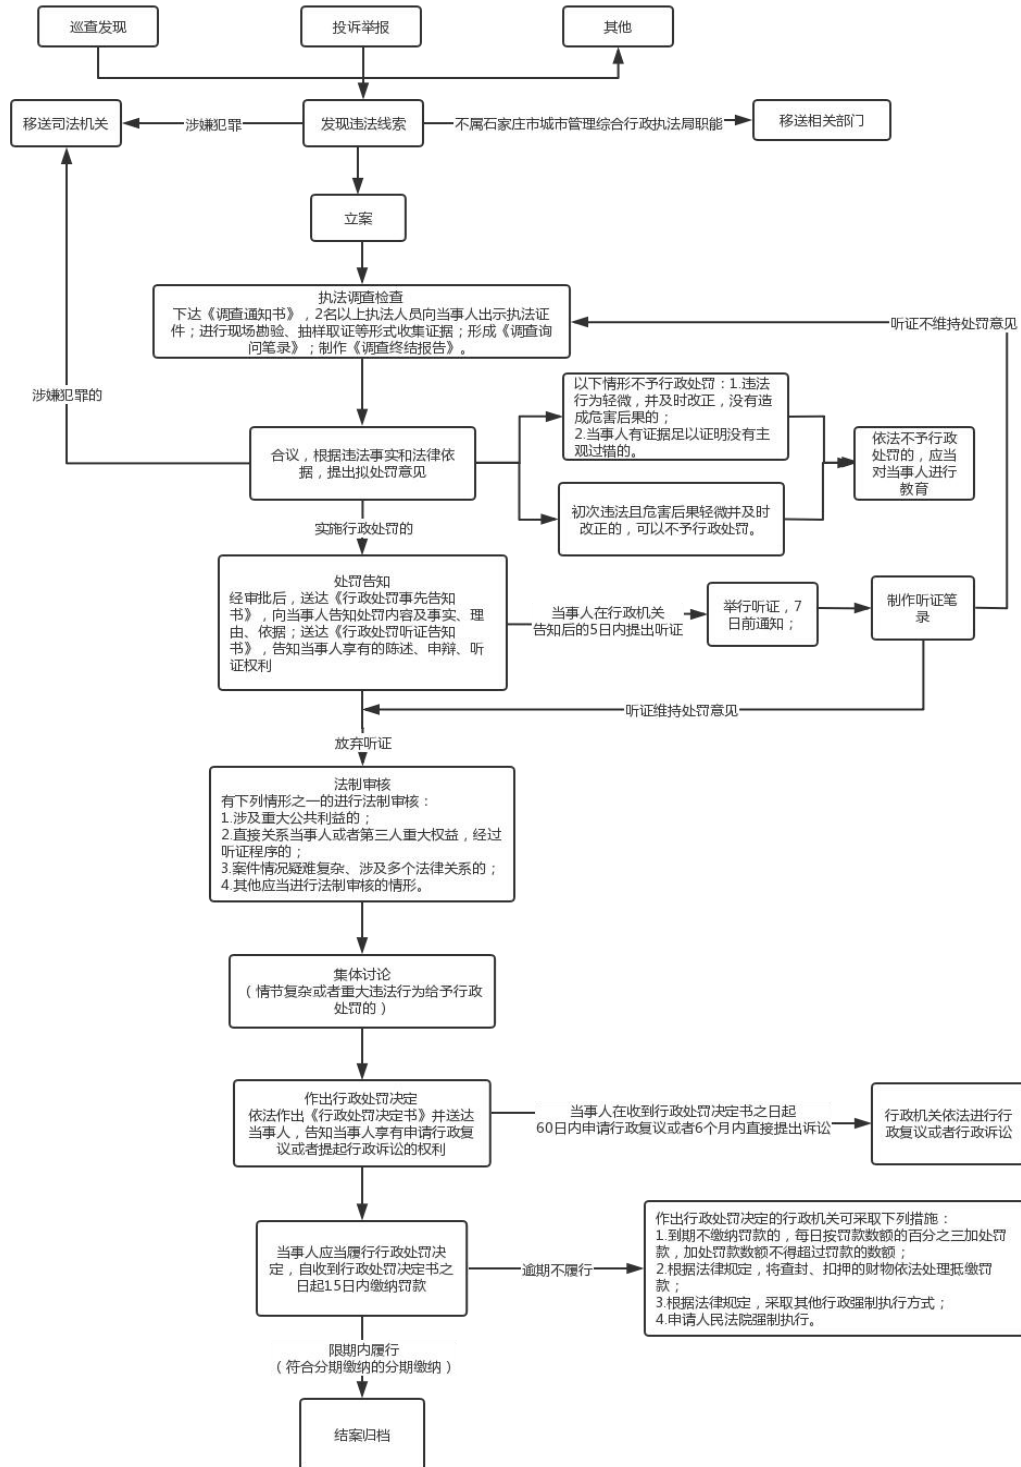 巡查发现
投诉举报
其他
移送司法机关
涉嫌犯罪
发现违法线索
不属石家庄市城市管理综合行政执法局职能
移送相关部门
立案
执法调查检查
下达《调查通知书》，2名以上执法人员向当事人出示执法证
件；进行现场勘验、抽样取证等形式收集证据；形成《调查询
问笔录》；制作《调查终结报告》。
听证不维持处罚意见
涉嫌犯罪的
以下情形不予行政处罚：1.违法
行为轻微，并及时改正，没有造
成危害后果的；
2.当事人有证据足以证明没有主
观过错的。
合议，根据违法事实和法律依
据，提出拟处罚意见
依法不予行政
处罚的，应当
对当事人进行
教育
初次违法且危害后果轻微并及时
改正的，可以不予行政处罚。
实施行政处罚的
处罚告知
经审批后，送达《行政处罚事先告知
书》，向当事人告知处罚内容及事实、理
由、依据；送达《行政处罚听证告知
书》，告知当事人享有的陈述、申辩、听
证权利
当事人在行政机关
告知后的5日内提出听证
举行听证，7
日前通知；
制作听证笔
录
听证维持处罚意见
放弃听证
法制审核
有下列情形之一的进行法制审核：
1.涉及重大公共利益的；
2.直接关系当事人或者第三人重大权益，经过
听证程序的；
3.案件情况疑难复杂、涉及多个法律关系的；
4.其他应当进行法制审核的情形。
集体讨论
（情节复杂或者重大违法行为给予行政
处罚的）
作出行政处罚决定
依法作出《行政处罚决定书》并送达
当事人，告知当事人享有申请行政复
议或者提起行政诉讼的权利
当事人在收到行政处罚决定书之日起
60日内申请行政复议或者6个月内直接提出诉讼
行政机关依法进行行
政复议或者行政诉讼
当事人应当履行行政处罚决
定，自收到行政处罚决定书之
日起15日内缴纳罚款
逾期不履行
作出行政处罚决定的行政机关可采取下列措施：
1.到期不缴纳罚款的，每日按罚款数额的百分之三加处罚
款，加处罚款数额不得超过罚款的数额；
2.根据法律规定，将查封、扣押的财物依法处理抵缴罚
款；
3.根据法律规定，采取其他行政强制执行方式；
4.申请人民法院强制执行。
限期内履行
（符合分期缴纳的分期缴纳）
结案归档